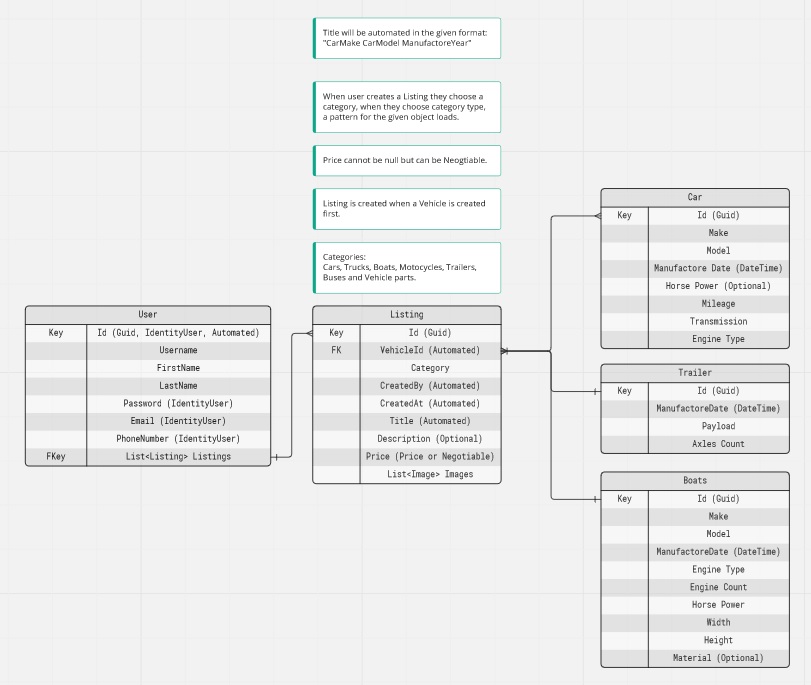 Title will be automated in the given format:
"CarMake CarModel ManufactoreYear"
When user creates a Listing they choose a
category, when they choose category type,
a pattern for the given object loads.
Price cannot be null but can be Neogtiable.
Listing is created when a Vehicle is created
first.
Categories:
Cars, Trucks, Boats, Motocycles, Trailers,
Buses and Vehicle parts.
User
Key Id (Guid, IdentityUser, Automated)
Username
FirstName
LastName
Password (IdentityUser)
Email (IdentityUser)
PhoneNumber (IdentityUser)
FKey List<Listing> Listings
Listing
Key Id (Guid)
FK VehicleId (Automated)
Category
CreatedBy (Automated)
CreatedAt (Automated)
Title (Automated)
Description (Optional)
Price (Price or Negotiable)
List<Image> Images
Car
Key Id (Guid)
Make
Model
Manufactore Date (DateTime)
Horse Power (Optional)
Mileage
Transmission
Engine Type
Trailer
Key Id (Guid)
ManufactoreDate (DateTime)
Payload
Axles Count
Boats
Key Id (Guid)
Make
Model
ManufactoreDate (DateTime)
Engine Type
Engine Count
Horse Power
Width
Height
Material (Optional)